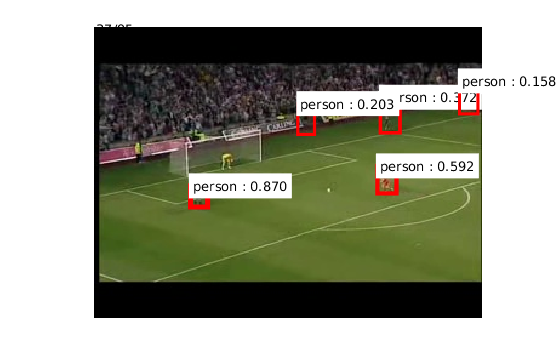 person : 0.158
rson : 0.372
person : 0.203
person : 0.592
person : 0.870